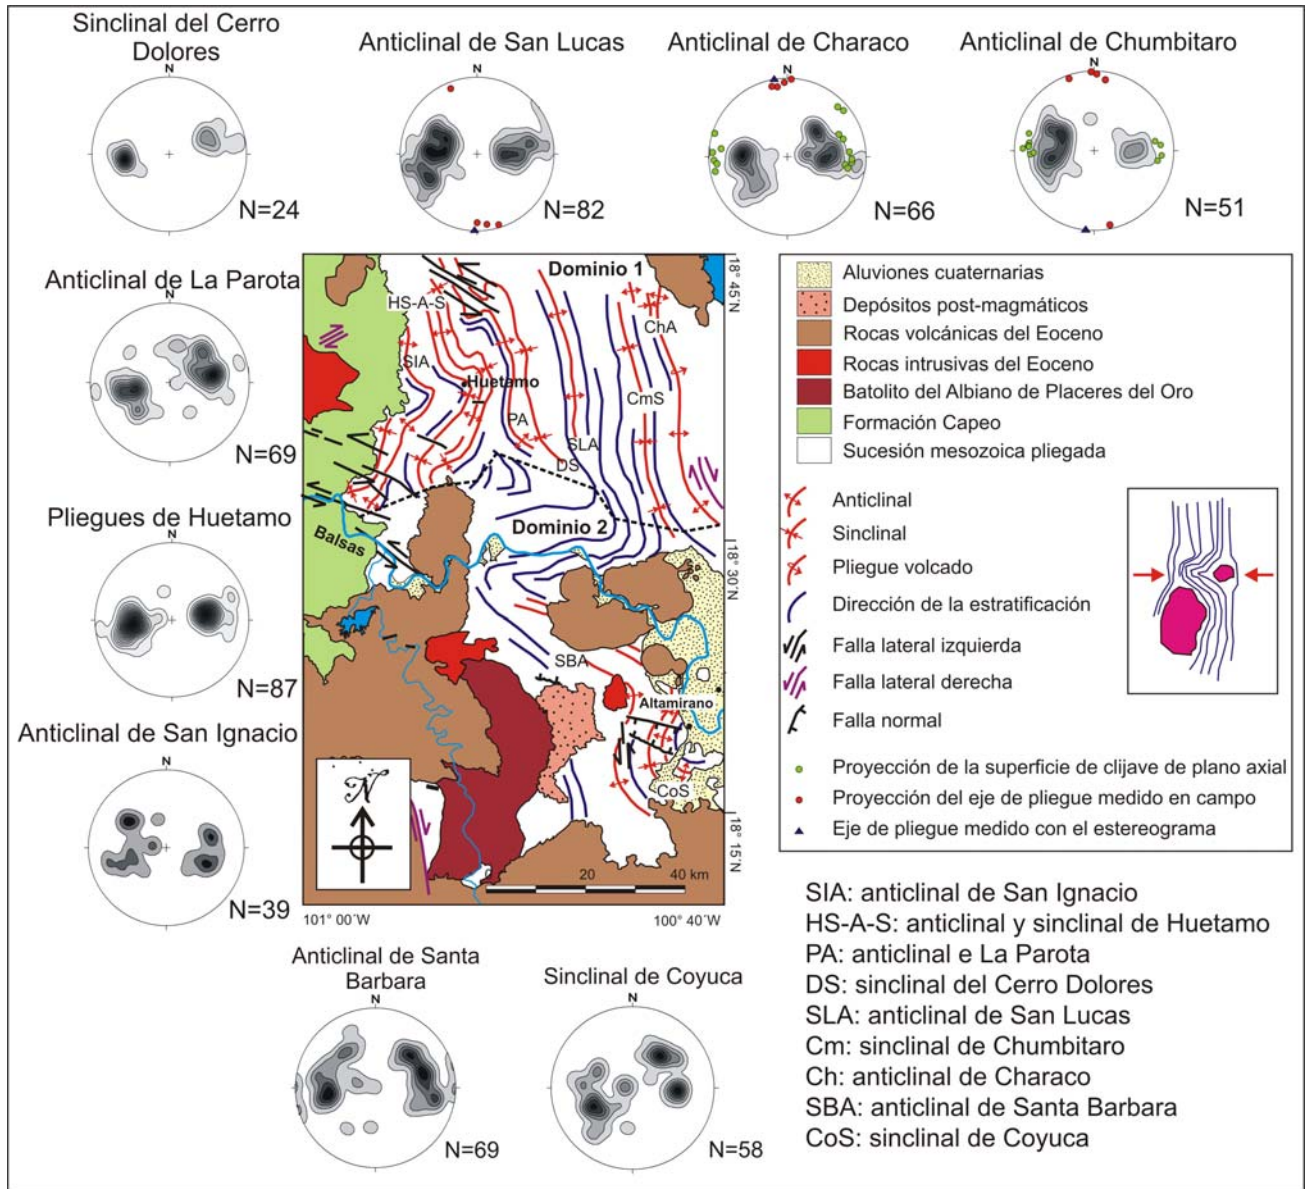 Sinclinal del Cerro
Dolores
N
N=24
Anticlinal de San Lucas
N
N=82
Anticlinal de Characo
N
N=66
Anticlinal de Chumbitaro
N
N=51
Anticlinal de La Parota
N
N=69
Pliegues de Huetamo
N
N=87
Anticlinal de San Ignacio
N
N=39
Dominio 1
HS-A-S
ChA
SIA
Huetamo
CmS
PA
SLA
DS
Dominio 2
Balsas
SBA
Altamirano
CoS
N
20
40 km
18° 45´N
18° 30´N
18° 15´N
101° 00´W
100° 40´W
Aluviones cuaternarias
Depósitos post-magmáticos
Rocas volcánicas del Eoceno
Rocas intrusivas del Eoceno
Batolito del Albiano de Placeres del Oro
Formación Capeo
Sucesión mesozoica pliegada
Anticlinal
Sinclinal
Pliegue volcado
Dirección de la estratificación
Falla lateral izquierda
Falla lateral derecha
Falla normal
Proyección de la superficie de clijave de plano axial
Proyección del eje de pliegue medido en campo
Eje de pliegue medido con el estereograma
SIA: anticlinal de San Ignacio
HS-A-S: anticlinal y sinclinal de Huetamo
PA: anticlinal e La Parota
DS: sinclinal del Cerro Dolores
SLA: anticlinal de San Lucas
Cm: sinclinal de Chumbitaro
Ch: anticlinal de Characo
SBA: anticlinal de Santa Barbara
CoS: sinclinal de Coyuca
Anticlinal de Santa
Barbara
N
N=69
Sinclinal de Coyuca
N
N=58